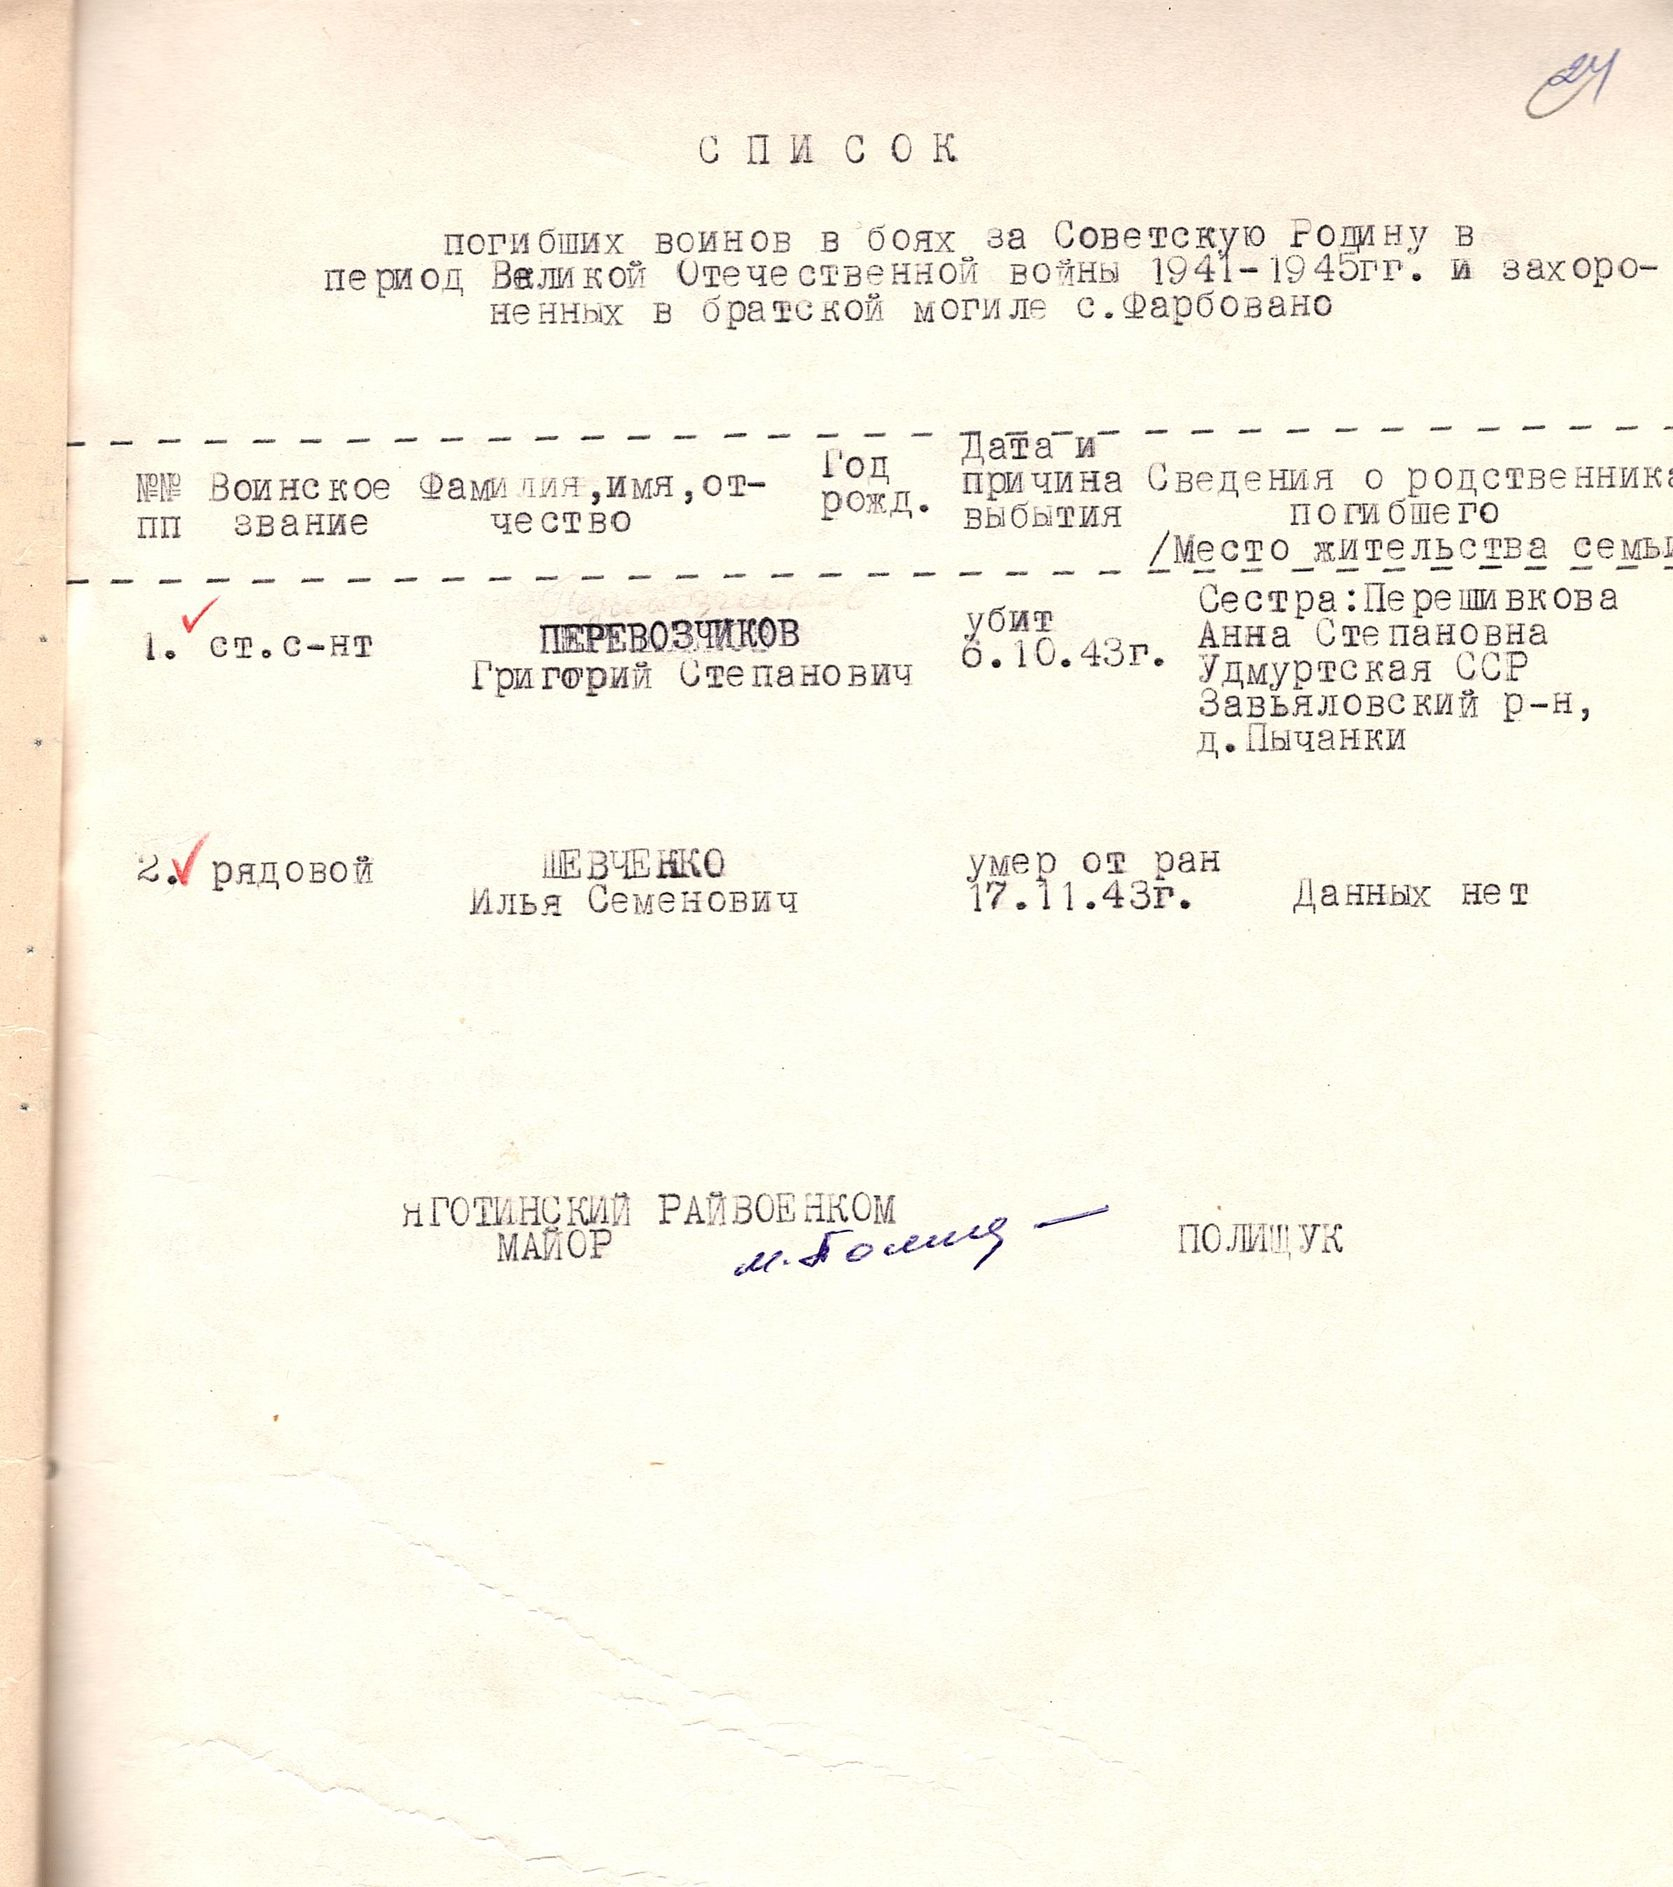 24
СПИСОК
погибших воинов в боях за Советскую Родину в
период Великой Отечественной войны 1941-1945гг. и захоро-
ненных в братской могиле с.Фарбовано
№№ Воинское Фамилия,имя,от- Год Дата и причина Сведения о родственника
пп звание чество рожд. выбытия погибшего
/Место жительства семьи
1. ст.с-нт ПЕРЕВОЗЧИКОВ убит Сестра:Перешивкова
Григорий Степанович 6.10.43г. Анна Степановна
Удмуртская ССР
Завьяловский р-н,
д.Пычанки
2. рядовой ШЕВЧЕНКО умер от ран
Илья Семенович 17.11.43г. Данных нет
ЯГОТИНСКИЙ РАЙВОЕНКОМ
МАЙОР ПОЛИЩУК